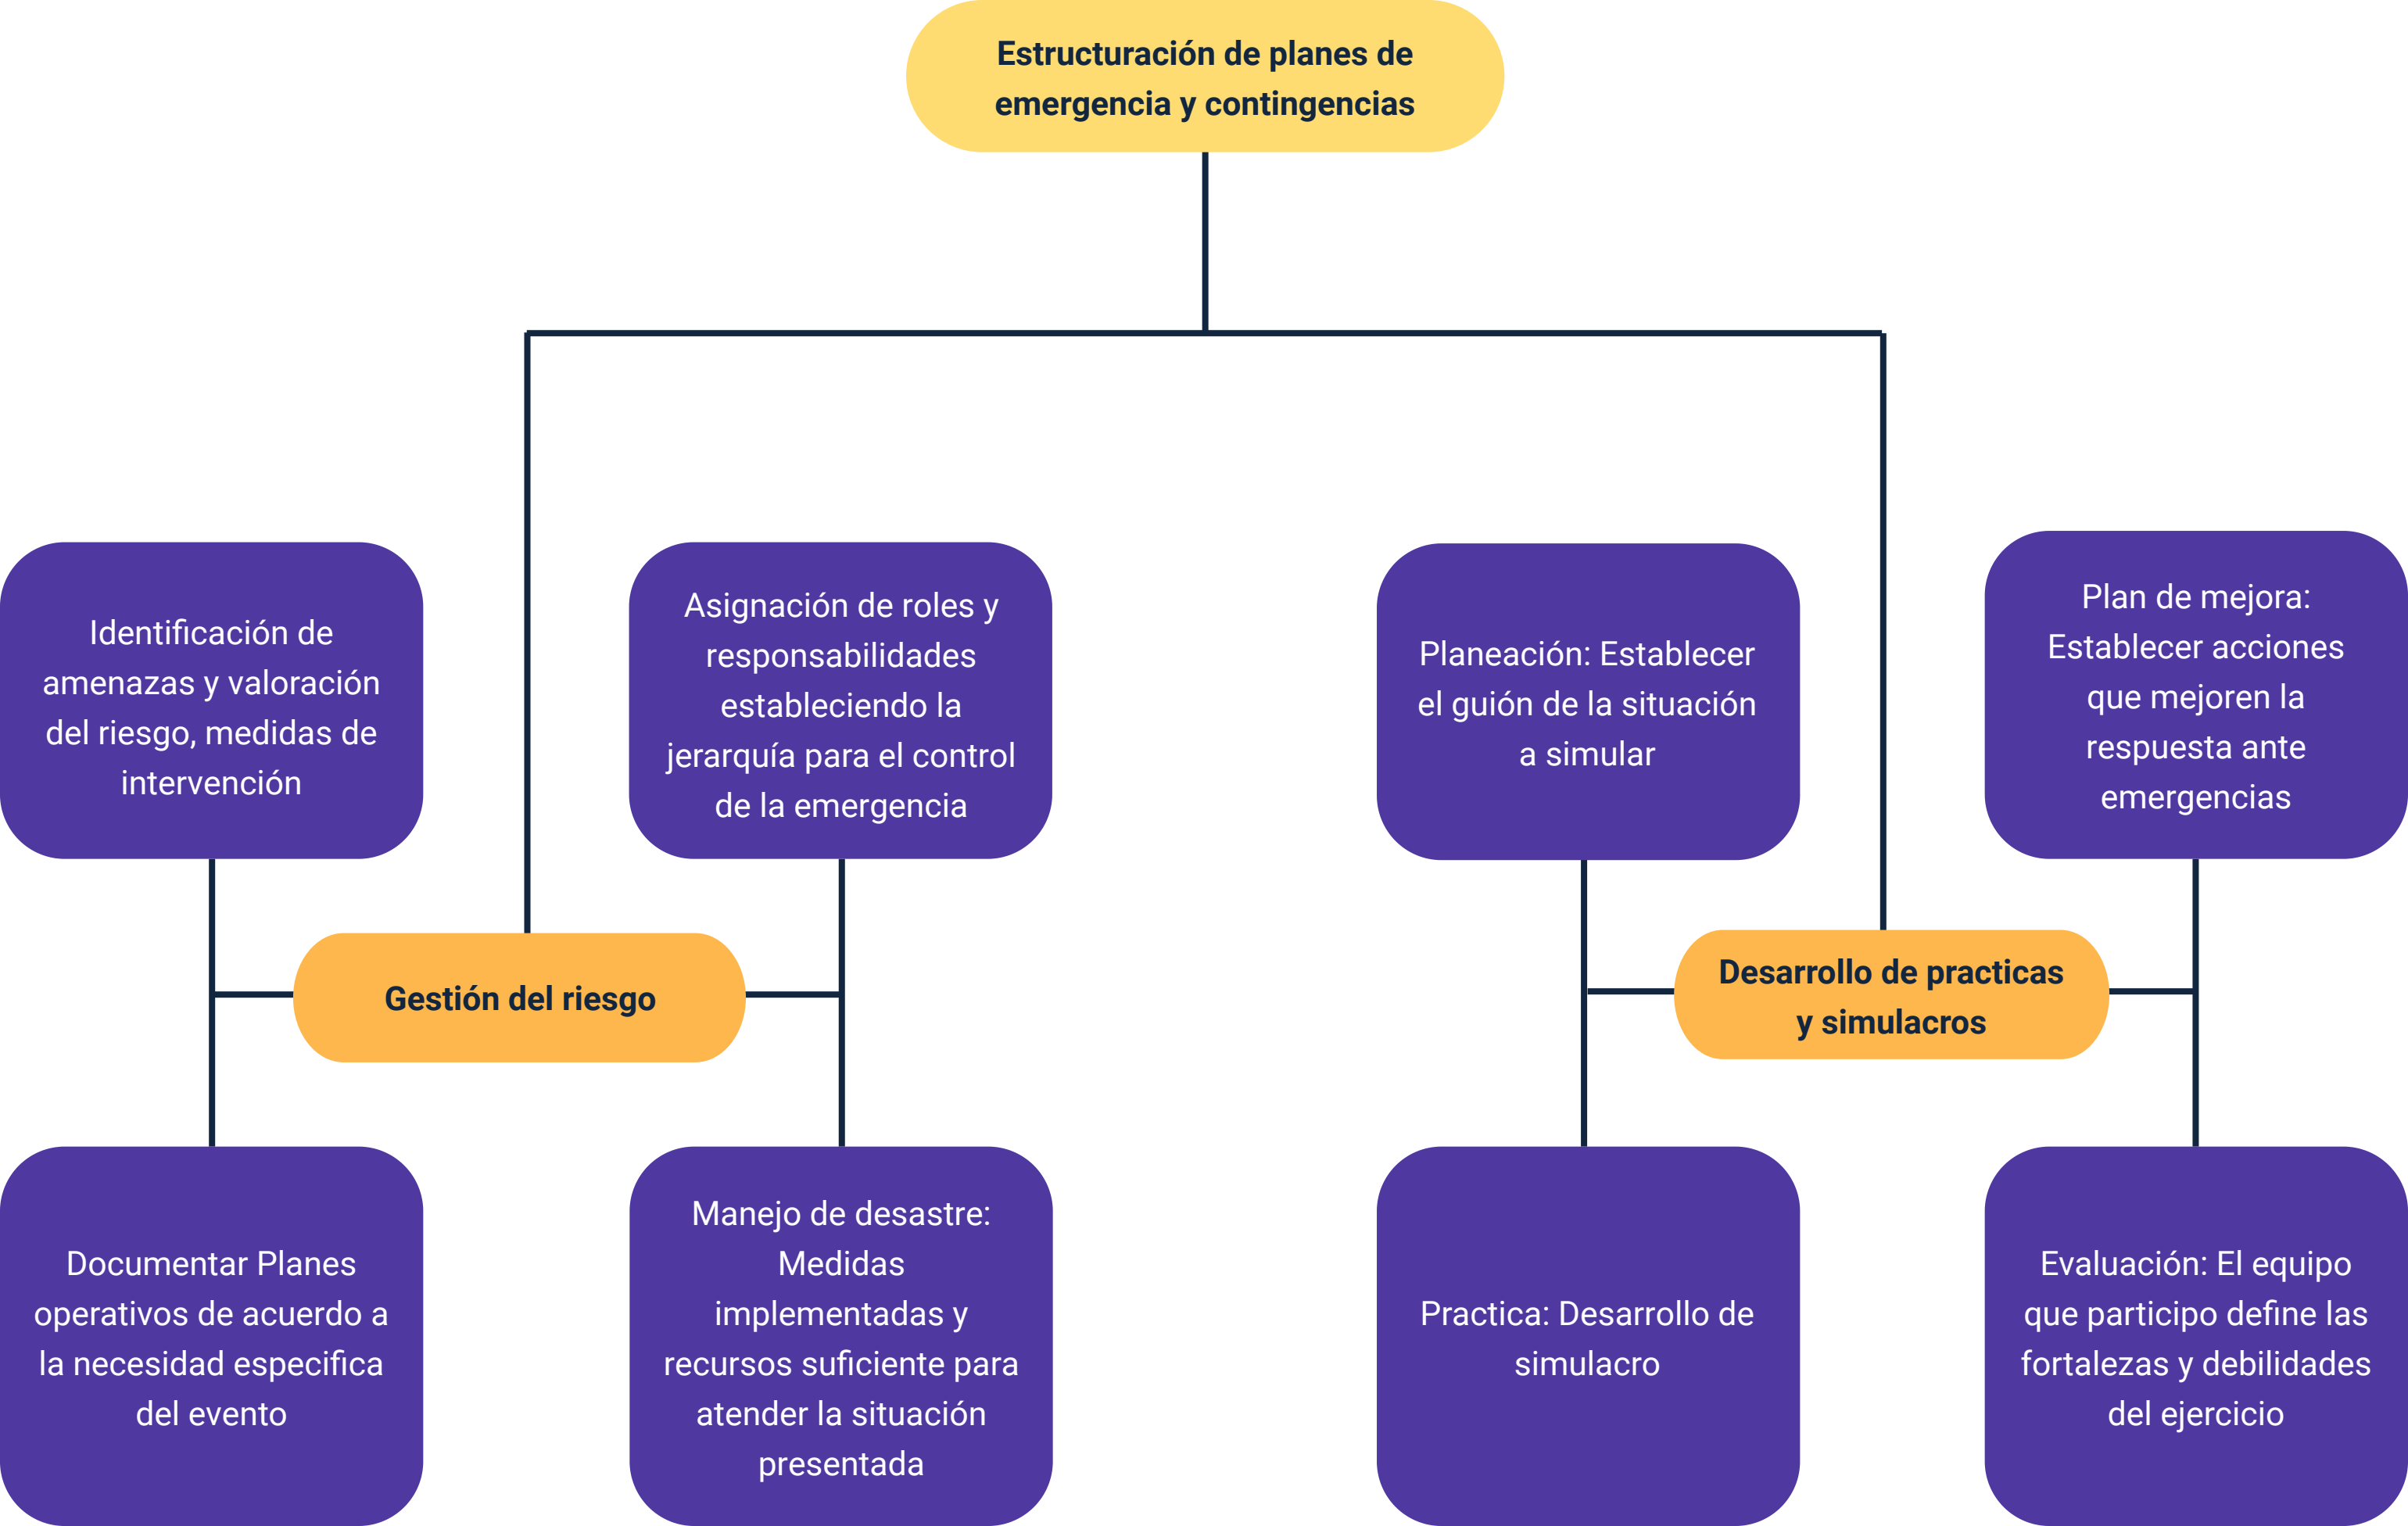 Estructuración de planes de
emergencia y contingencias
Identificación de
amenazas y valoración
del riesgo, medidas de
intervención
Asignación de roles y
responsabilidades
estableciendo la
jerarquía para el control
de la emergencia
Planeación: Establecer
el guión de la situación
a simular
Plan de mejora:
Establecer acciones
que mejoren la
respuesta ante
emergencias
Gestión del riesgo
Desarrollo de practicas
y simulacros
Documentar Planes
operativos de acuerdo a
la necesidad especifica
del evento
Manejo de desastre:
Medidas
implementadas y
recursos suficiente para
atender la situación
presentada
Practica: Desarrollo de
simulacro
Evaluación: El equipo
que participo define las
fortalezas y debilidades
del ejercicio